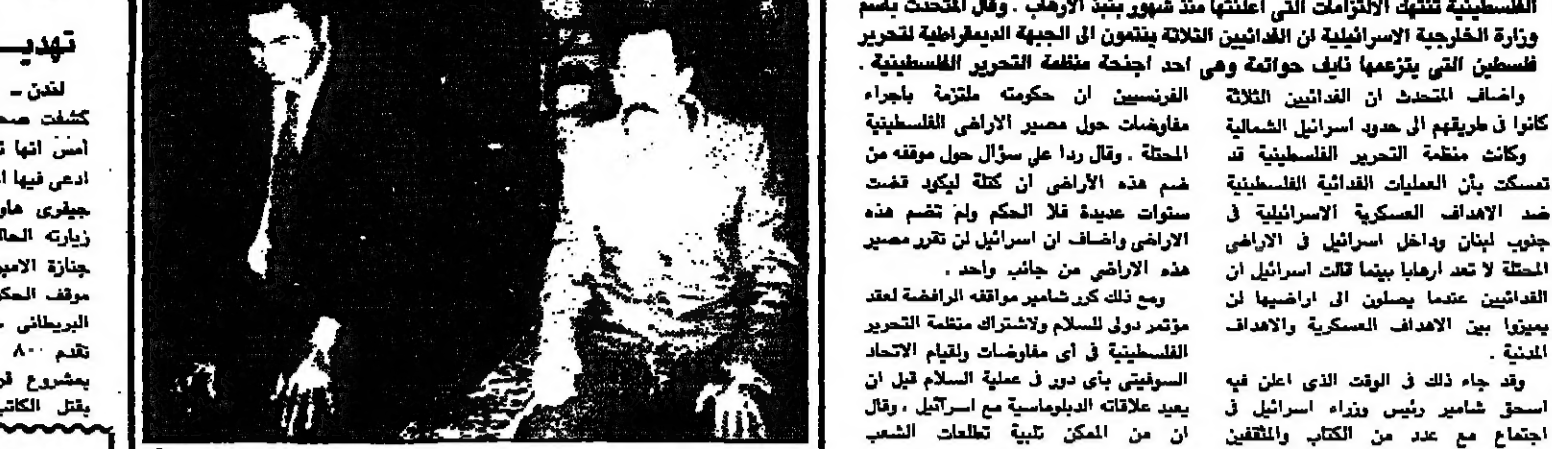 الفلسطينية تنتهك الالتزامات التى اعلنتها منذ شهور بنبذ الارهاب . وقال المتحدث باسم
وزارة الخارجية الاسرائيلية ان الفدائيين الثلاثة ينتمون الى الجبهة الديمقراطية لتحرير
فلسطين التى يتزعمها نايف حواتمة وهى احد اجنحة منظمة التحرير الفلسطينية .
واضاف المتحدث ان الفدائيين الثلاثة
كانوا فى طريقهم الى حدود اسرائيل الشمالية
وكانت منظمة التحرير الفلسطينية قد
تمسكت بأن العمليات الفدائية الفلسطينية
ضد الاهداف العسكرية الاسرائيلية فى
جنوب لبنان وداخل اسرائيل فى الاراضى
المحتلة لا تعد ارهابا بينما قالت اسرائيل ان
الفدائيين عندما يصلون الى اراضيها لن
يميزوا بين الاهداف العسكرية والاهداف
المدنية .
وقد جاء ذلك فى الوقت الذى اعلن فيه
اسحق شامير رئيس وزراء اسرائيل فى
اجتماع مع عدد من الكتاب والمثقفين
الفرنسيين ان حكومته ملتزمة باجراء
مفاوضات حول مصير الاراضى الفلسطينية
المحتلة . وقال ردا على سؤال حول موقفه من
ضم هذه الأراضى ان كتلة ليكود قضت
سنوات عديدة فلا الحكم ولم تضم هذه
الاراضى واضاف ان اسرائيل لن تقرر مصير
هذه الاراضى من جانب واحد .
ومع ذلك كرر شامير مواقفه الرافضة لعقد
مؤتمر دولى للسلام ولاشتراك منظمة التحرير
الفلسطينية فى أى مفاوضات ولقيام الاتحاد
السوفيتى بأى دور فى عملية السلام قبل ان
يعيد علاقاته الدبلوماسية مع اسرائيل ، وقال
ان من الممكن تلبية تطلعات الشعب
تهديـ
لندن ـ
كشفت صح
أمس انها ت
ادعى فيها ا
جيفرى هاو
زيارته الحا
جنازة الامبر
موقف الحكو
البريطانى
تقدم ٨٠٠
بمشروع قر
بقتل الكاتب